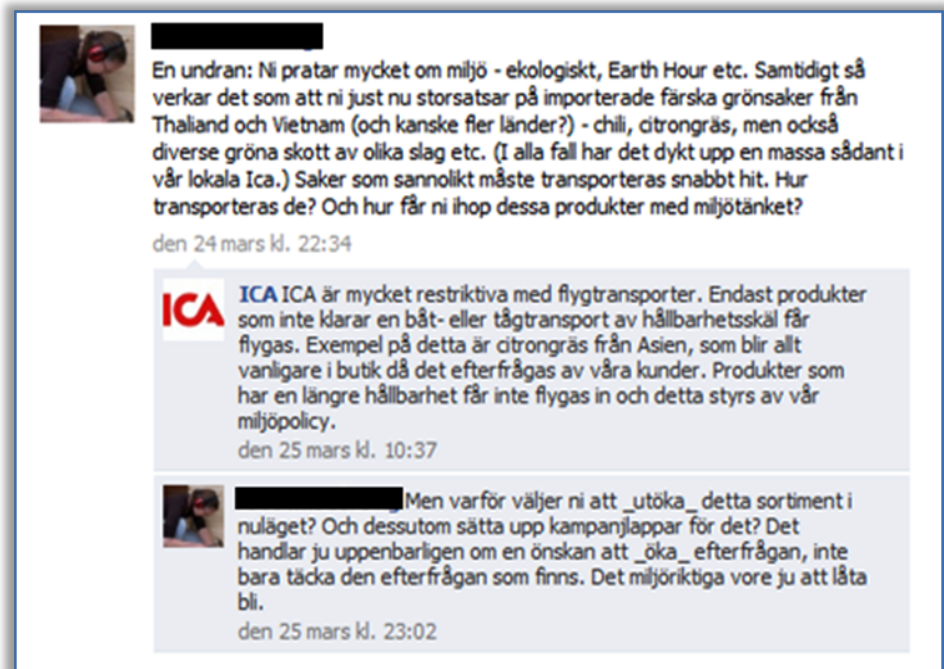 En undran: Ni pratar mycket om miljö - ekologiskt, Earth Hour etc. Samtidigt så
verkar det som att ni just nu storsatsar på importerade färska grönsaker från
Thailand och Vietnam (och kanske fler länder?) - chili, citrongräs, men också
diverse gröna skott av olika slag etc. (I alla fall har det dykt upp en massa sådant i
vår lokala Ica.) Saker som sannolikt måste transporteras snabbt hit. Hur
transporteras de? Och hur får ni ihop dessa produkter med miljötänket?
den 24 mars kl. 22:34
ICA
ICA ICA är mycket restriktiva med flygtransporter. Endast produkter
som inte klarar en båt- eller tågtransport av hållbarhetsskäl får
flygas. Exempel på detta är citrongräs från Asien, som blir allt
vanligare i butik då det efterfrågas av våra kunder. Produkter som
har en längre hållbarhet får inte flygas in och detta styrs av vår
miljöpolicy.
den 25 mars kl. 10:37
Men varför väljer ni att _utöka_ detta sortiment i
nuläget? Och dessutom sätta upp kampanjlappar för det? Det
handlar ju uppenbarligen om en önskan att _öka_ efterfrågan, inte
bara täcka den efterfrågan som finns. Det miljöriktiga vore ju att låta
bli.
den 25 mars kl. 23:02